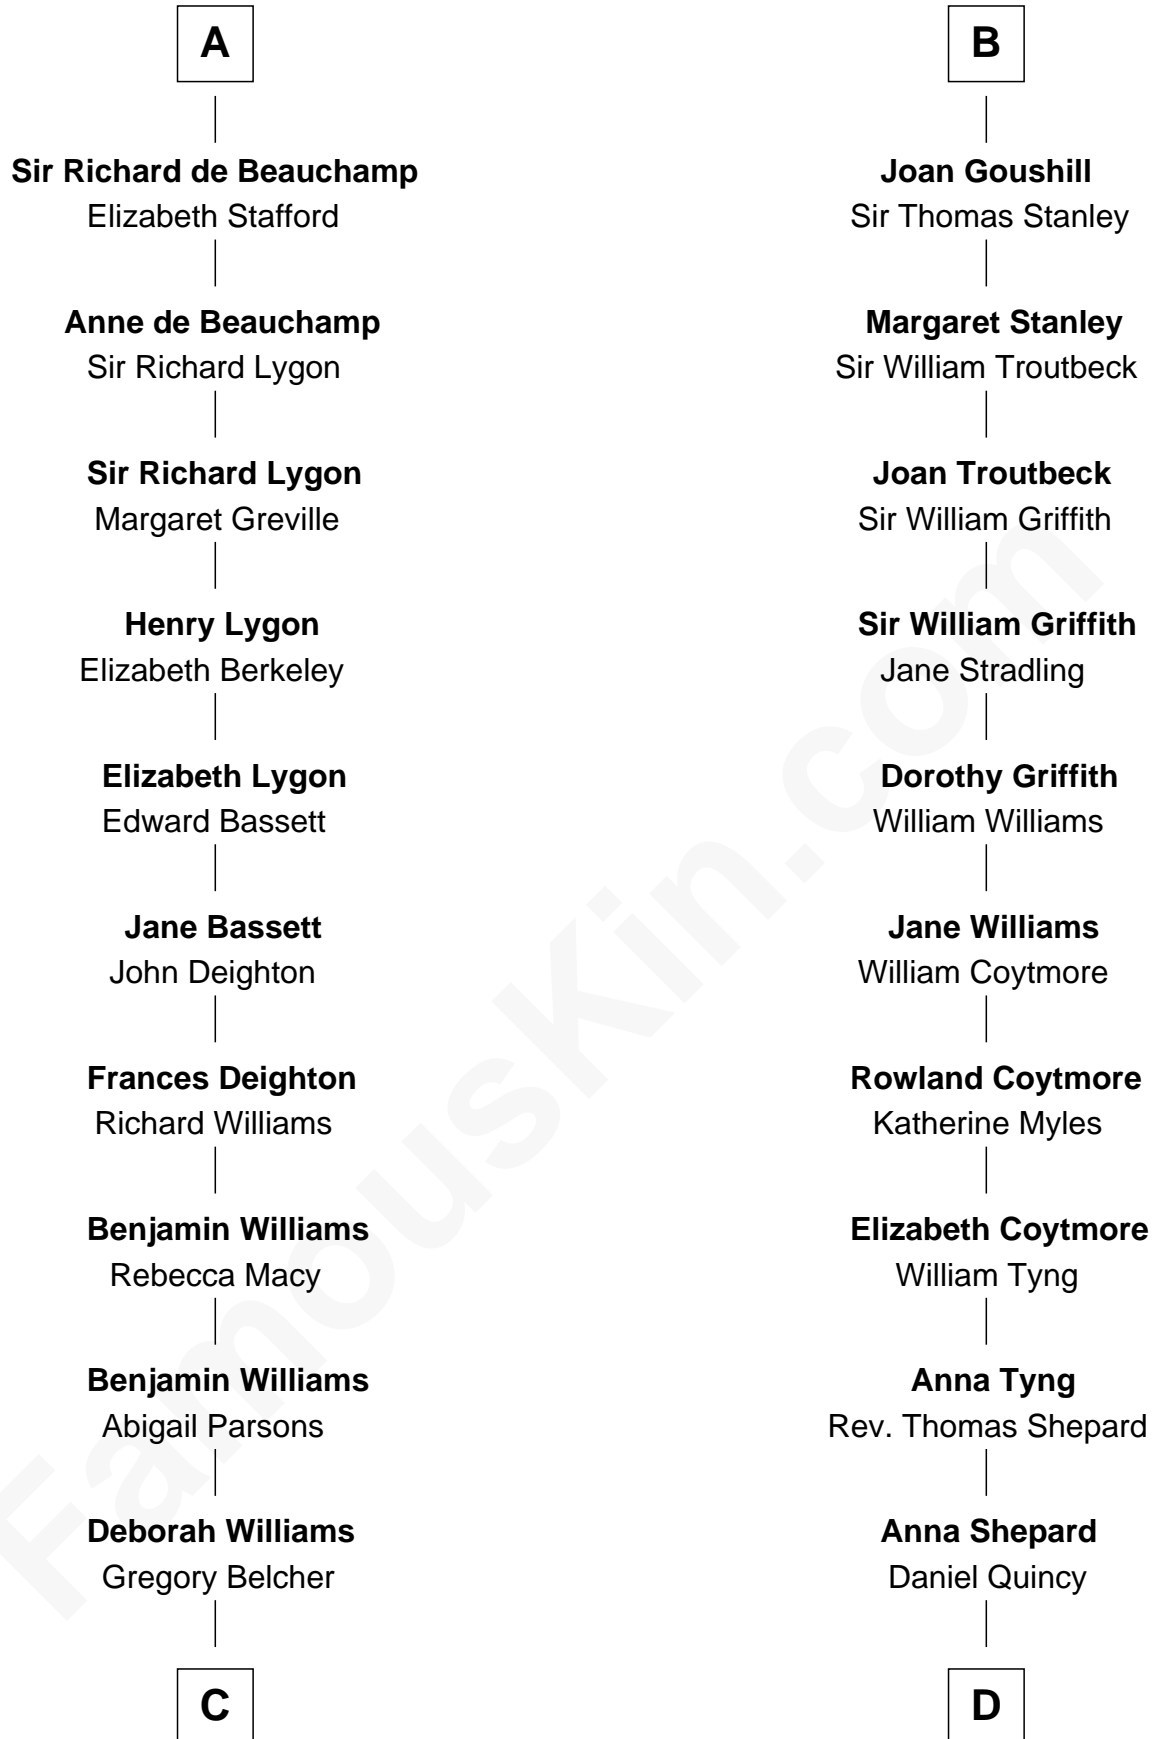 A
Sir Richard de Beauchamp
Elizabeth Stafford
Anne de Beauchamp
Sir Richard Lygon
Sir Richard Lygon
Margaret Greville
Henry Lygon
Elizabeth Berkeley
Elizabeth Lygon
Edward Bassett
Jane Bassett
John Deighton
Frances Deighton
Richard Williams
Benjamin Williams
Rebecca Macy
Benjamin Williams
Abigail Parsons
Deborah Williams
Gregory Belcher
C
B
Joan Goushill
Sir Thomas Stanley
Margaret Stanley
Sir William Troutbeck
Joan Troutbeck
Sir William Griffith
Sir William Griffith
Jane Stradling
Dorothy Griffith
William Williams
Jane Williams
William Coytmore
Rowland Coytmore
Katherine Myles
Elizabeth Coytmore
William Tyng
Anna Tyng
Rev. Thomas Shepard
Anna Shepard
Daniel Quincy
D
FamousKin.com